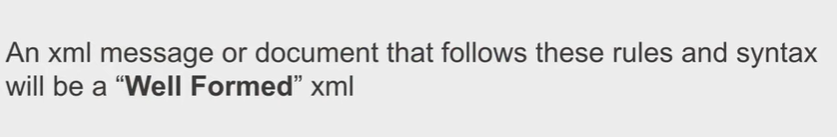 An xml message or document that follows these rules and syntax
will be a “Well Formed” xml